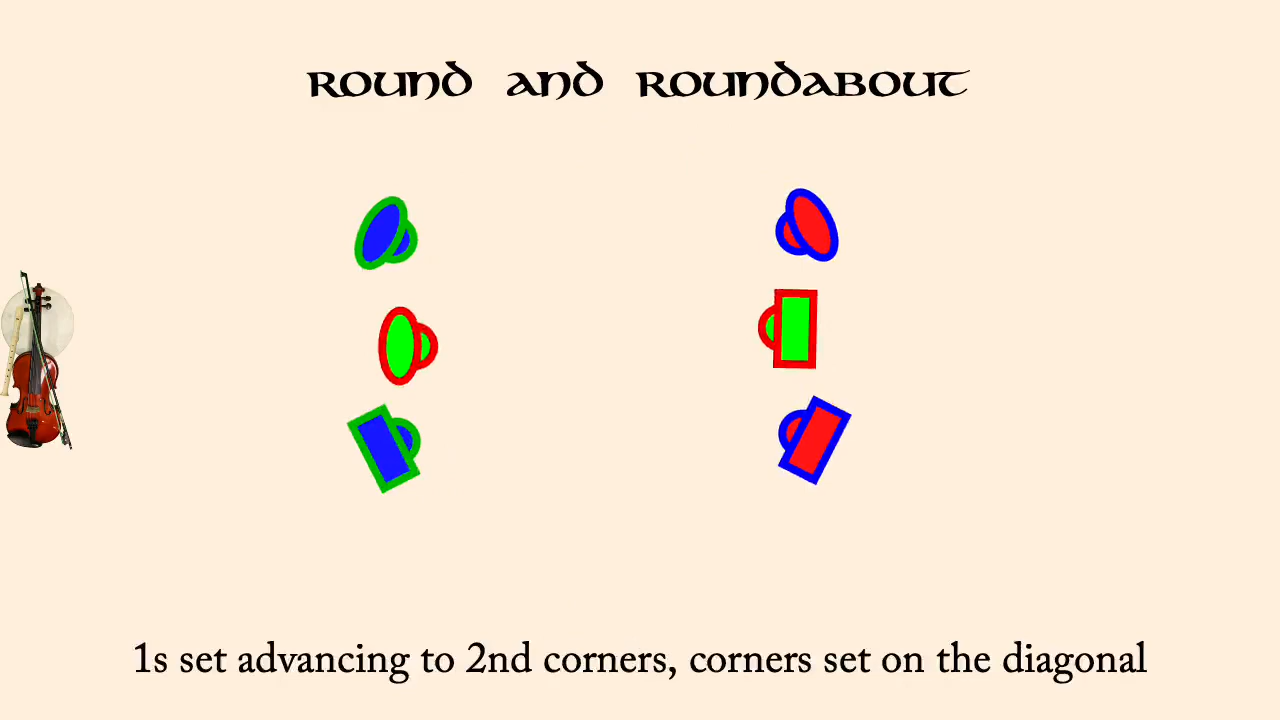 Round and Roundabout
1s set advancing to 2nd corners, corners set on the diagonal